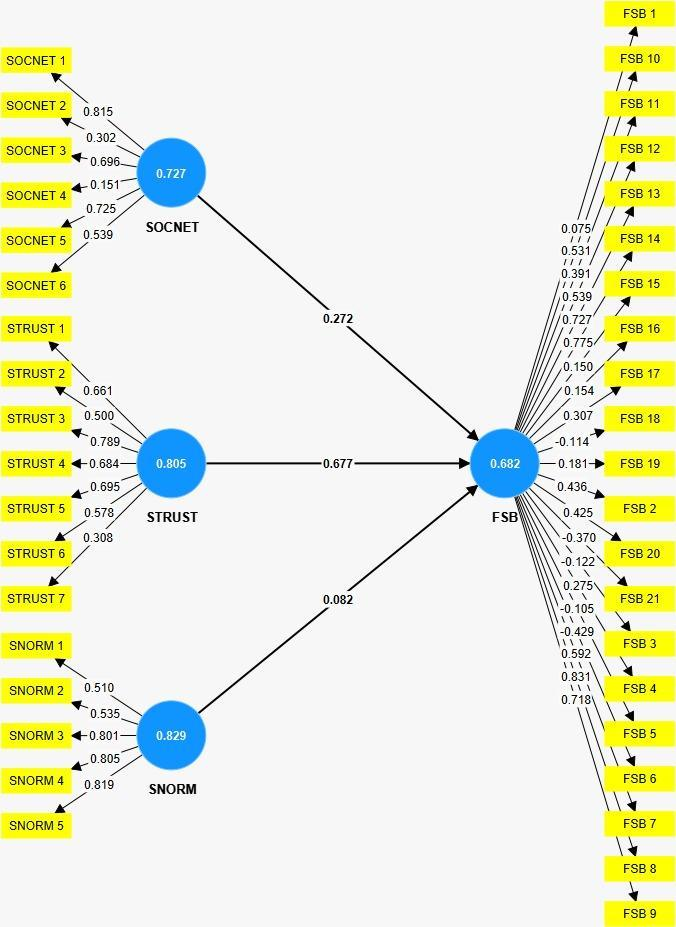 FSB 1
SOCNET 1
FSB 10
SOCNET 2
0.815
FSB 11
0.302
SOCNET 3
0.696
FSB 12
0.727
SOCNET 4
0.151
FSB 13
0.725
SOCNET
0.075
SOCNET 5
0.539
FSB 14
0.531
0.391
SOCNET 6
FSB 15
0.539
0.272
0.727
STRUST 1
FSB 16
0.775
0.150
STRUST 2
FSB 17
0.661
0.154
0.500
0.307
STRUST 3
FSB 18
0.789
-0.114
STRUST 4
0.684
0.805
0.677
0.682
0.181
FSB 19
0.695
0.436
STRUST 5
0.578
STRUST
FSB
0.425
FSB 2
0.308
-0.370
STRUST 6
FSB 20
-0.122
0.275
STRUST 7
0.082
FSB 21
-0.105
-0.429
SNORM 1
FSB 3
0.592
0.831
SNORM 2
0.510
FSB 4
0.718
0.535
SNORM 3
0.801
0.829
FSB 5
0.805
SNORM 4
0.819
SNORM
FSB 6
SNORM 5
FSB 7
FSB 8
FSB 9